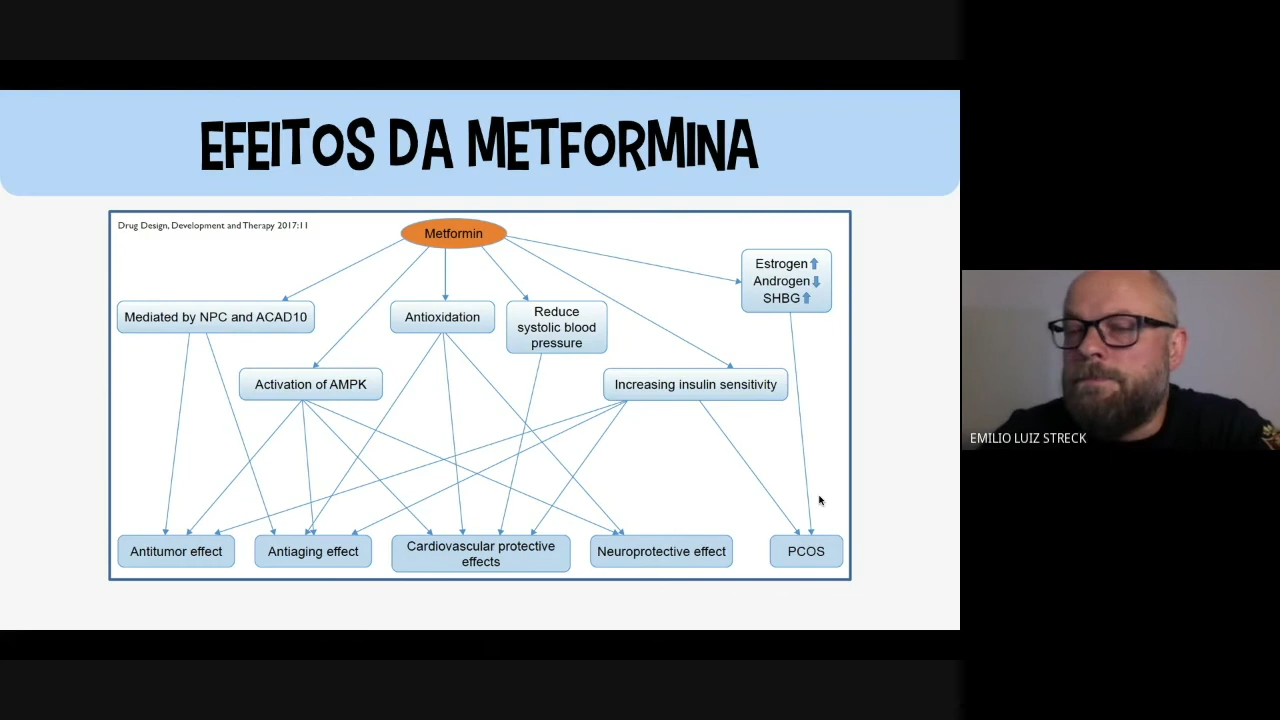 EFEITOS DA METFORMINA
Drug Design, Development and Therapy 2017:11
Metformin
Estrogen
Androgen
SHBG
Mediated by NPC and ACAD10
Antioxidation
Reduce
systolic blood
pressure
Activation of AMPK
Increasing insulin sensitivity
Antitumor effect
Antiaging effect
Cardiovascular protective
effects
Neuroprotective effect
PCOS
EMILIO LUIZ STRECK